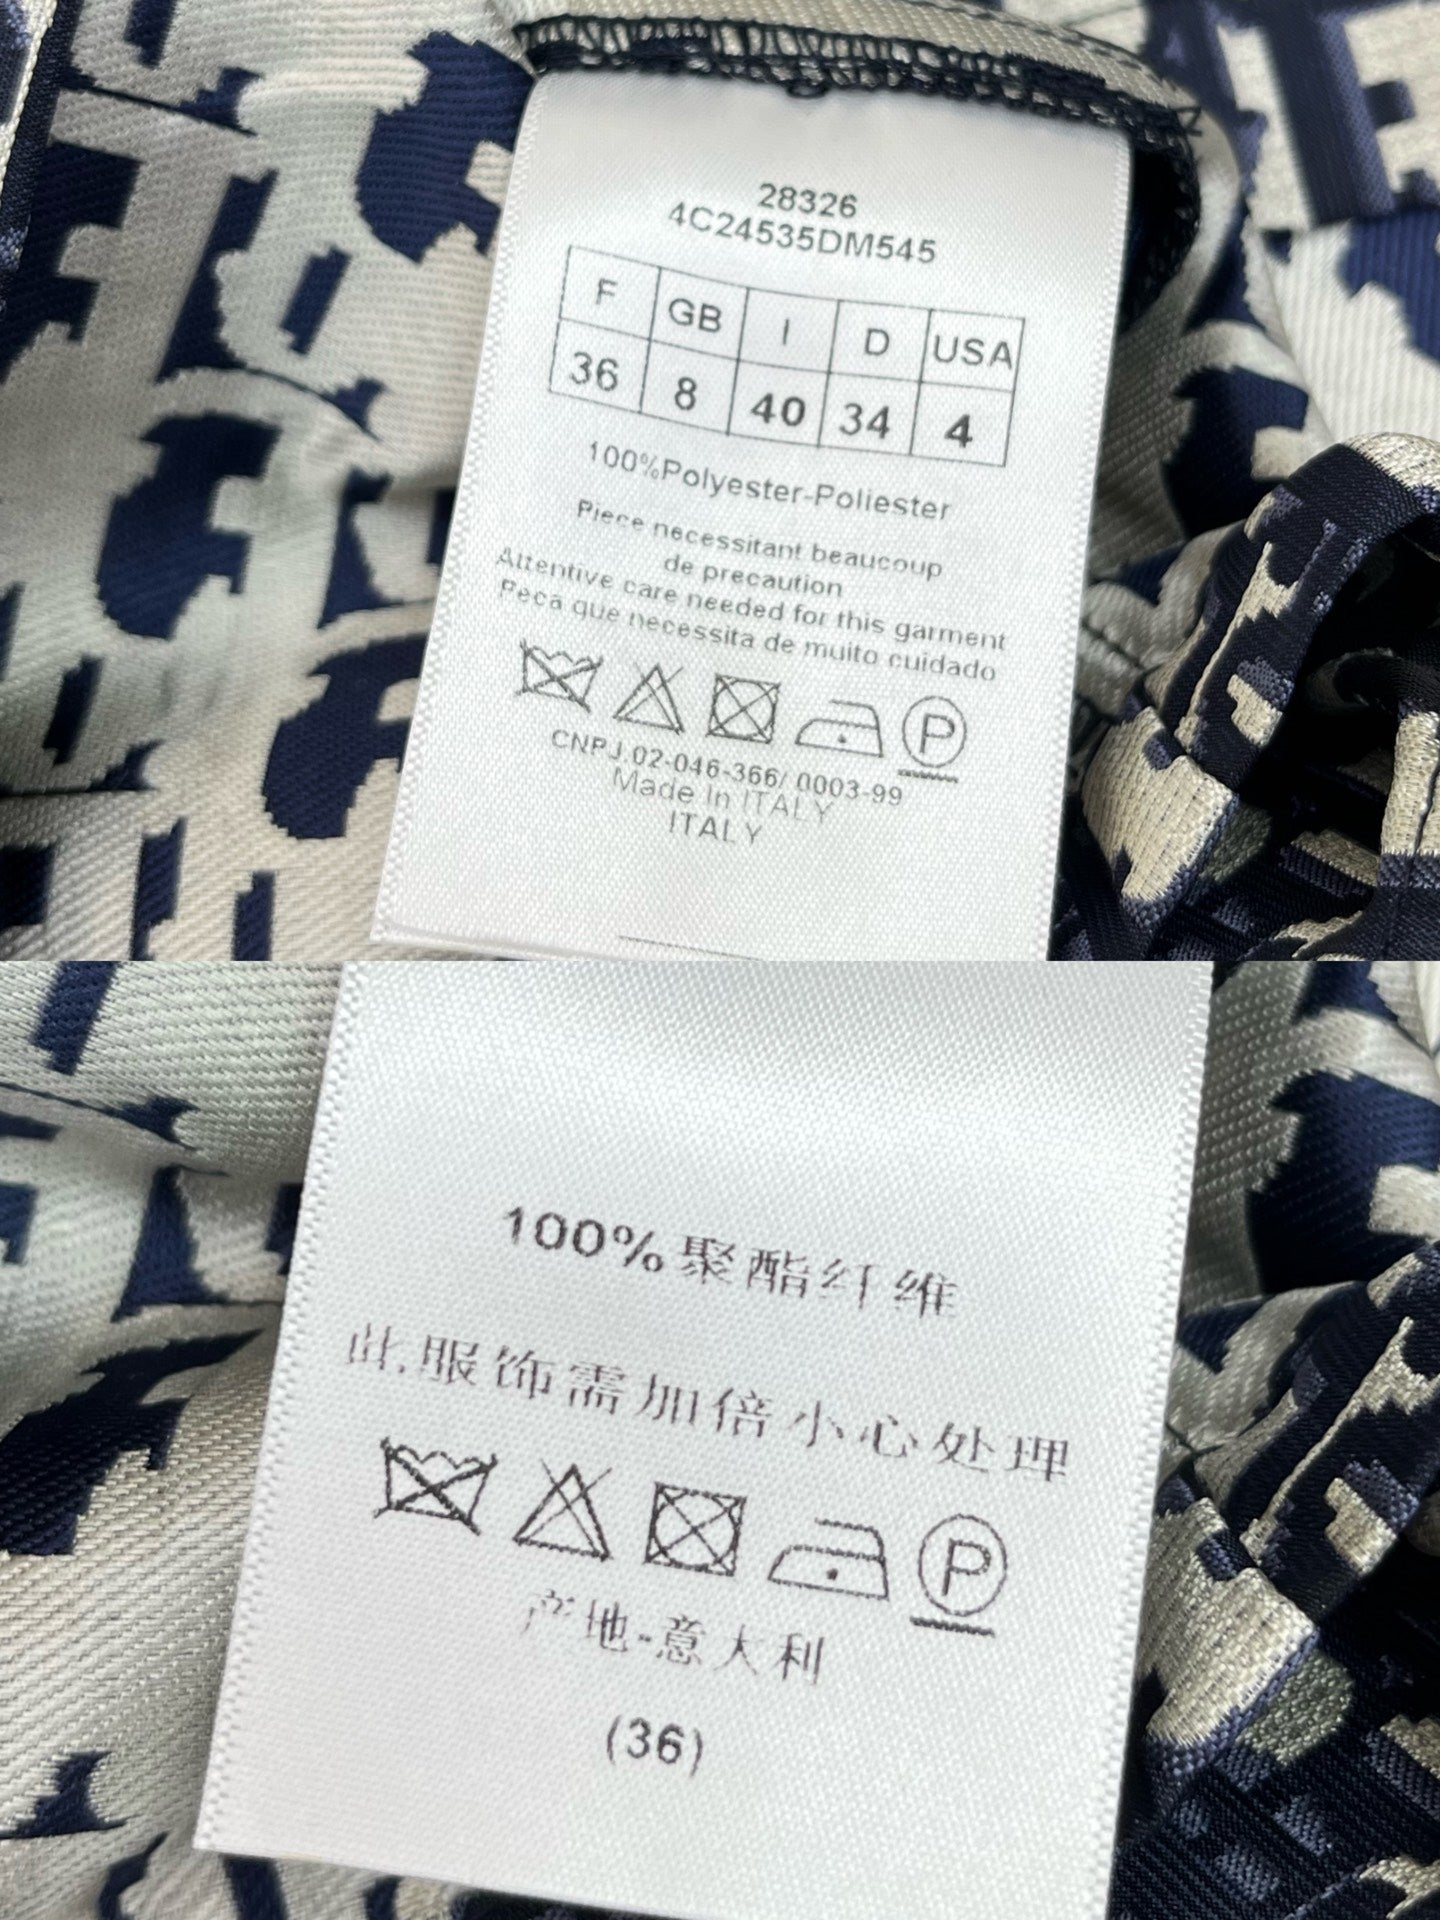 28326
4C24535DM545
F GB I D USA
36 8 40 34 4
100%Polyester-Poliester
Piece necessitant beaucoup
de precaution
Attentive care needed for this garment
Peca que necessita de muito cuidado
P
CNPJ 02-046-366/ 0003-99
Made In ITALY
ITALY
100%聚酯纤维
此服饰需加倍小心处理
P
产地-意大利
(36)